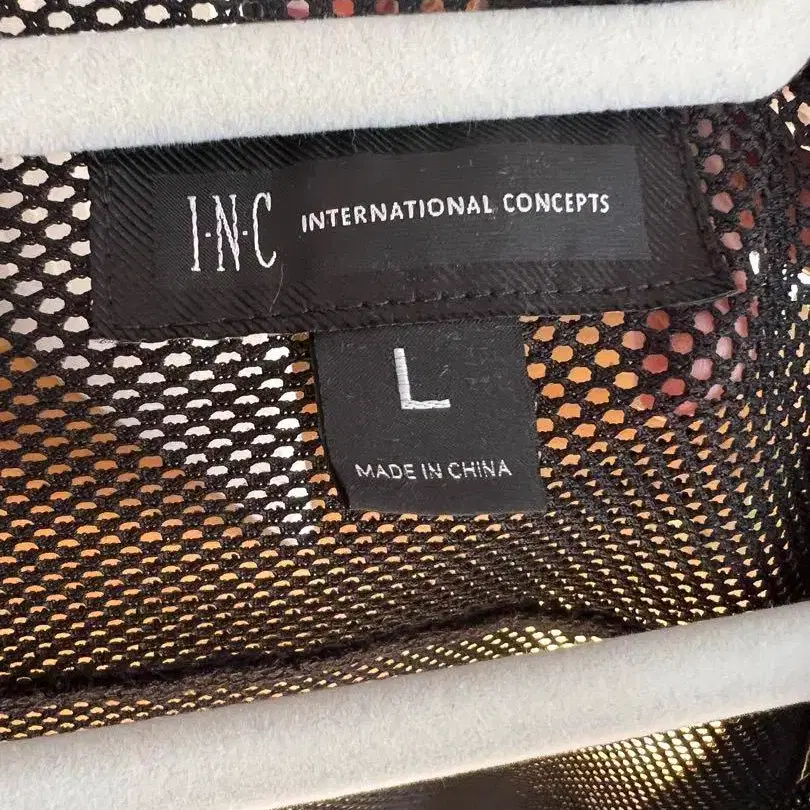 I·N·C INTERNATIONAL CONCEPTS
L
MADE IN CHINA